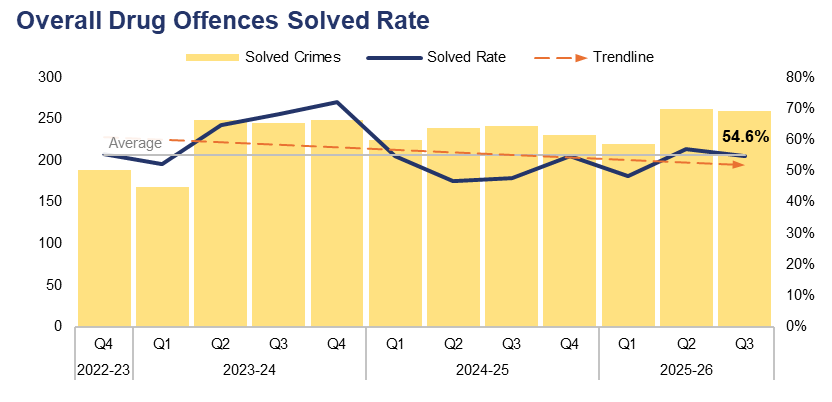 Overall Drug Offences Solved Rate
Solved Crimes Solved Rate Trendline
300 80%
250 70%
200 60%
150 50%
100 40%
50 30%
0 20%
10%
0%
Average
54.6%
Q4 Q1 Q2 Q3 Q4 Q1 Q2 Q3 Q4 Q1 Q2 Q3
2022-23 2023-24 2024-25 2025-26